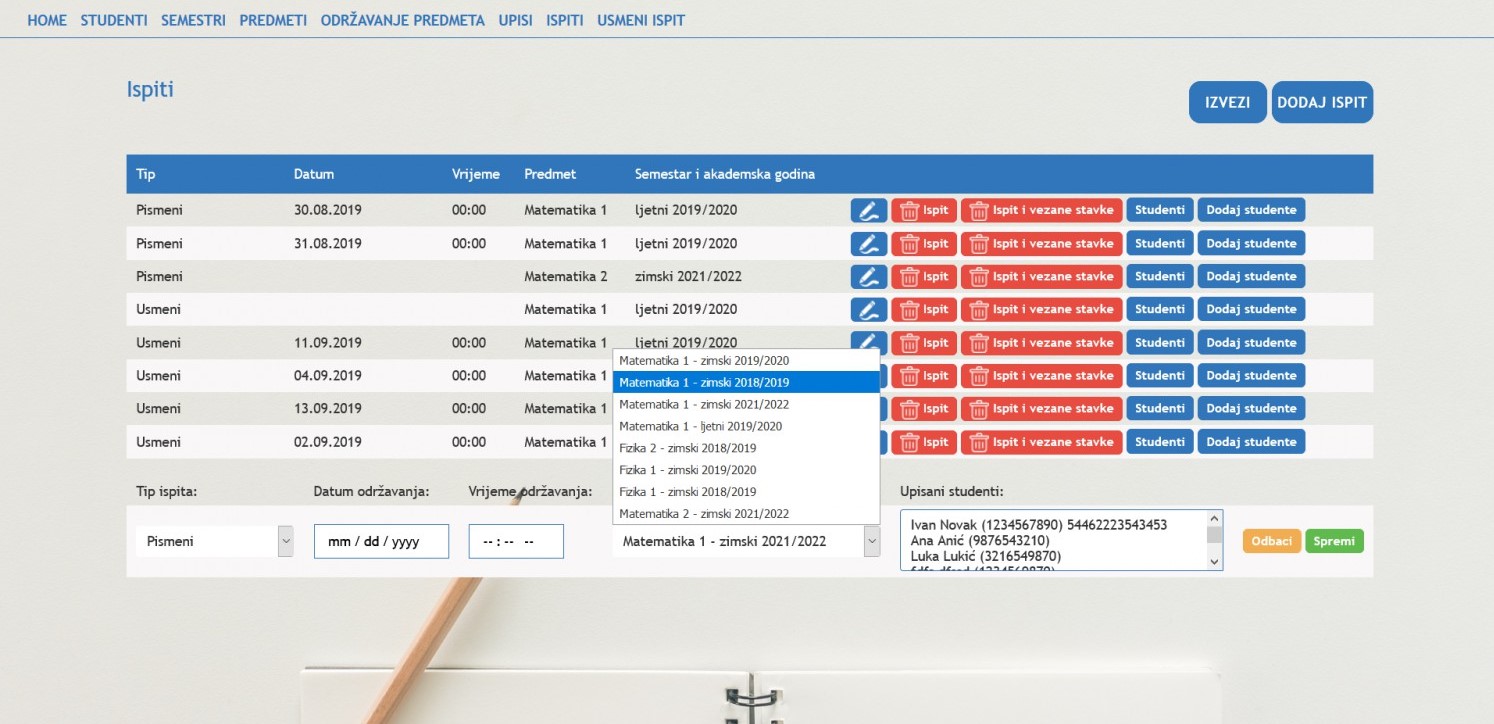 HOME STUDENTI SEMESTRI PREDMETI ODRŽAVANJE PREDMETA UPISI ISPITI USMENI ISPIT
Ispiti
IZVEZI DODAJ ISPIT
Tip Datum Vrijeme Predmet Semestar i akademska godina
Pismeni 30.08.2019 00:00 Matematika 1 ljetni 2019/2020 Ispit Ispit i vezane stavke Studenti Dodaj studente
Pismeni 31.08.2019 00:00 Matematika 1 ljetni 2019/2020 Ispit Ispit i vezane stavke Studenti Dodaj studente
Pismeni Matematika 2 zimski 2021/2022 Ispit Ispit i vezane stavke Studenti Dodaj studente
Usmeni Matematika 1 ljetni 2019/2020 Ispit Ispit i vezane stavke Studenti Dodaj studente
Usmeni 11.09.2019 00:00 Matematika 1 ljetni 2019/2020 Ispit Ispit i vezane stavke Studenti Dodaj studente
Usmeni 04.09.2019 00:00 Matematika 1 Ispit Ispit i vezane stavke Studenti Dodaj studente
Usmeni 13.09.2019 00:00 Matematika 1 Ispit Ispit i vezane stavke Studenti Dodaj studente
Usmeni 02.09.2019 00:00 Matematika 1 Ispit Ispit i vezane stavke Studenti Dodaj studente
Matematika 1 - zimski 2019/2020
Matematika 1 - zimski 2018/2019
Matematika 1 - zimski 2021/2022
Matematika 1 - ljetni 2019/2020
Fizika 2 - zimski 2018/2019
Fizika 1 - zimski 2019/2020
Fizika 1 - zimski 2018/2019
Matematika 2 - zimski 2021/2022
Tip ispita: Datum održavanja: Vrijeme održavanja: Upisani studenti:
Pismeni mm / dd / yyyy -- : -- -- Matematika 1 - zimski 2021/2022
Ivan Novak (1234567890) 54462223543453
Ana Anić (9876543210)
Luka Lukić (3216549870)
Odbaci Spremi